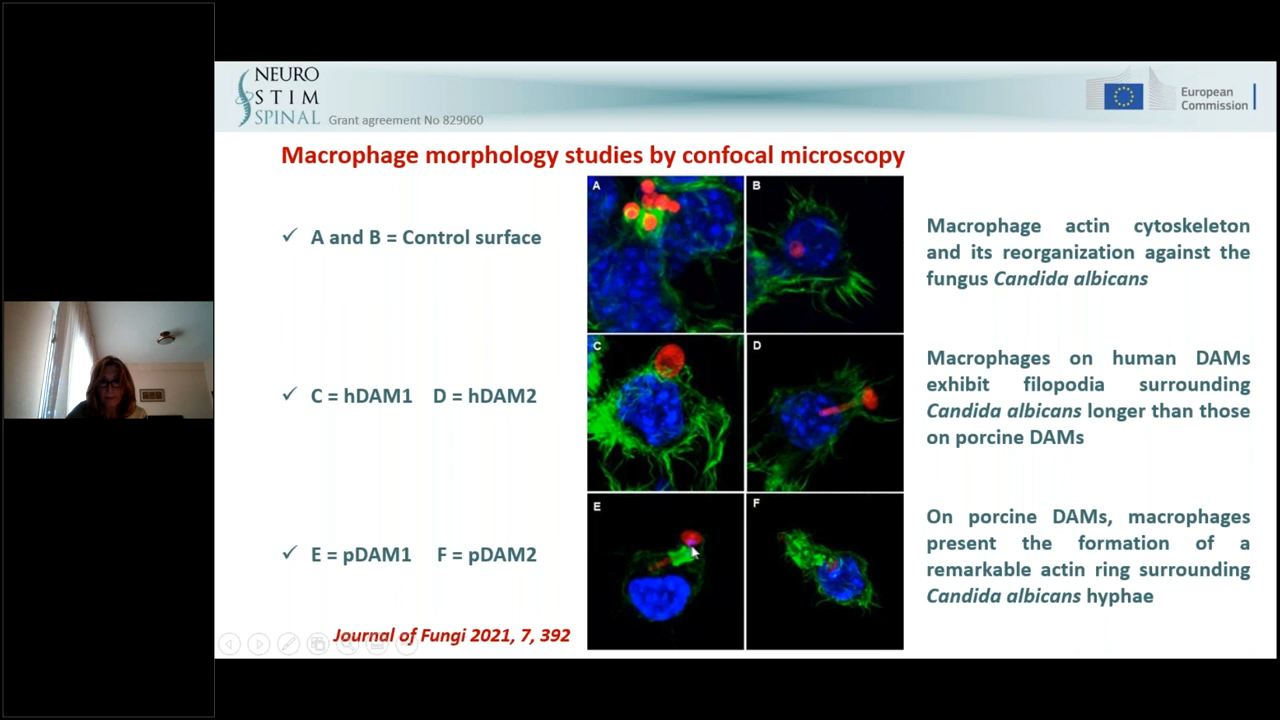 NEURO
STIM
SPINAL
Grant agreement No 829060
European
Commission
Macrophage morphology studies by confocal microscopy
✓ A and B = Control surface
✓ C = hDAM1 D = hDAM2
✓ E = pDAM1 F = pDAM2
Journal of Fungi 2021, 7, 392
A
B
C
D
E
F
Macrophage actin cytoskeleton
and its reorganization against the
fungus Candida albicans
Macrophages on human DAMs
exhibit filopodia surrounding
Candida albicans longer than those
on porcine DAMs
On porcine DAMs, macrophages
present the formation of a
remarkable actin ring surrounding
Candida albicans hyphae